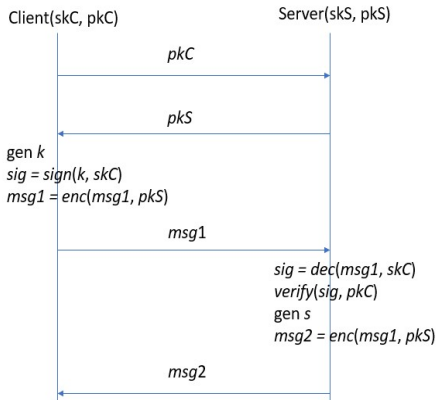 Client(skC, pkC)
Server(skS, pkS)
pkC
pkS
gen k
sig = sign(k, skC)
msg1 = enc(msg1, pkS)
msg1
sig = dec(msg1, skC)
verify(sig, pkC)
gen s
msg2 = enc(msg1, pkS)
msg2